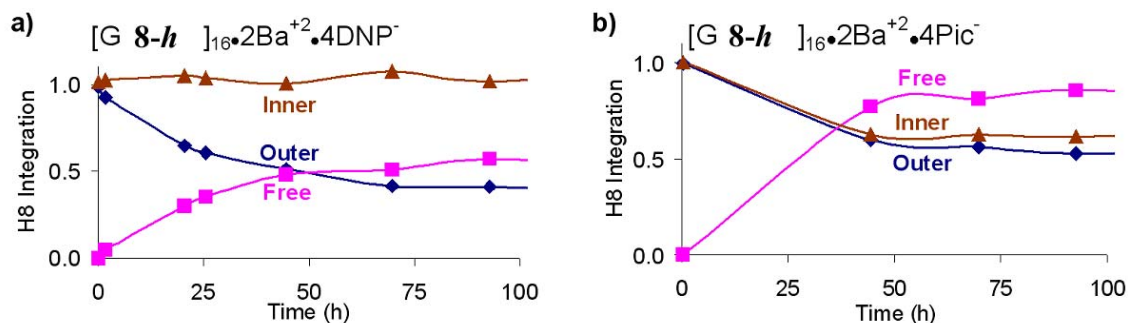 a)
[G 8-h ]₁₆•2Ba⁺²•4DNP⁻
H8 Integration
1.0
0.5
0.0
Inner
Outer
Free
0 25 50 75 100
Time (h)
b)
[G 8-h ]₁₆•2Ba⁺²•4Pic⁻
H8 Integration
1.0
0.5
0.0
Free
Inner
Outer
0 25 50 75 100
Time (h)